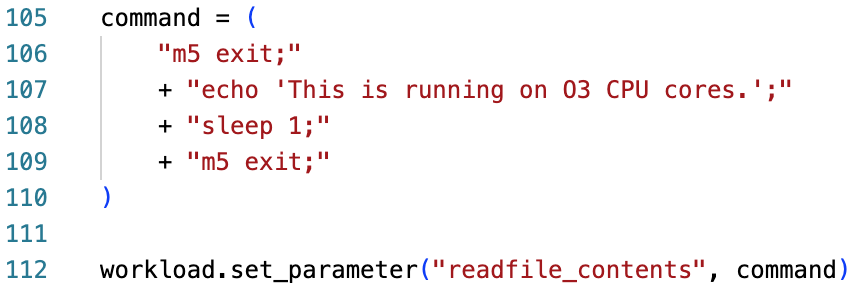 105 command = (
106 "m5 exit;"
107 + "echo 'This is running on O3 CPU cores.';"
108 + "sleep 1;"
109 + "m5 exit;"
110 )
111
112 workload.set_parameter("readfile_contents", command)